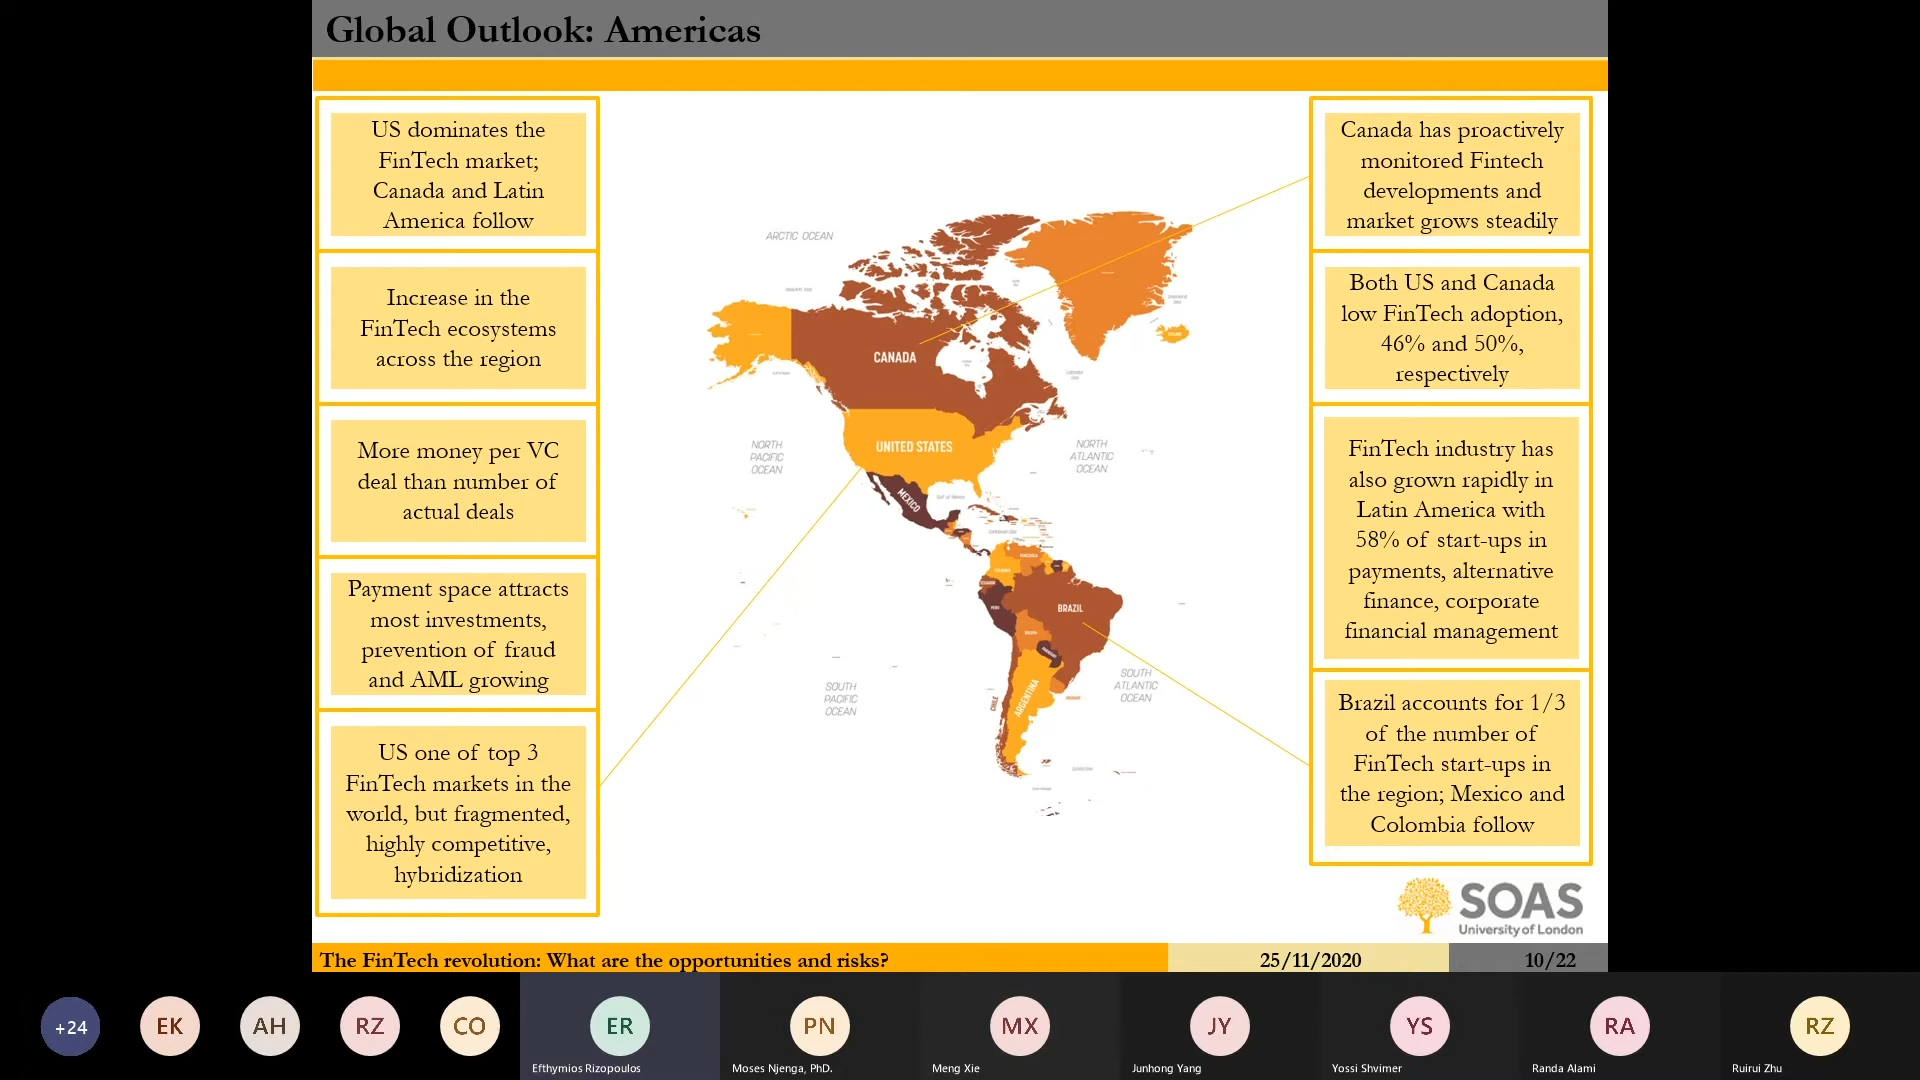 Global Outlook: Americas
US dominates the
FinTech market;
Canada and Latin
America follow
Increase in the
FinTech ecosystems
across the region
More money per VC
deal than number of
actual deals
Payment space attracts
most investments,
prevention of fraud
and AML growing
US one of top 3
FinTech markets in the
world, but fragmented,
highly competitive,
hybridization
ARCTIC OCEAN
CANADA
UNITED STATES
NORTH
PACIFIC
OCEAN
NORTH
ATLANTIC
OCEAN
MEXICO
Gulf of Mexico
BRAZIL
SOUTH
PACIFIC
OCEAN
SOUTH
ATLANTIC
OCEAN
ARGENTINA
CHILE
Canada has proactively
monitored Fintech
developments and
market grows steadily
Both US and Canada
low FinTech adoption,
46% and 50%,
respectively
FinTech industry has
also grown rapidly in
Latin America with
58% of start-ups in
payments, alternative
finance, corporate
financial management
Brazil accounts for 1/3
of the number of
FinTech start-ups in
the region; Mexico and
Colombia follow
SOAS
University of London
The FinTech revolution: What are the opportunities and risks?
25/11/2020
10/22
+24
EK
AH
RZ
CO
ER
PN
MX
JY
YS
RA
RZ
Efthymios Rizopoulos
Moses Njenga, PhD.
Meng Xie
Junhong Yang
Yossi Shvimer
Randa Alami
Ruirui Zhu